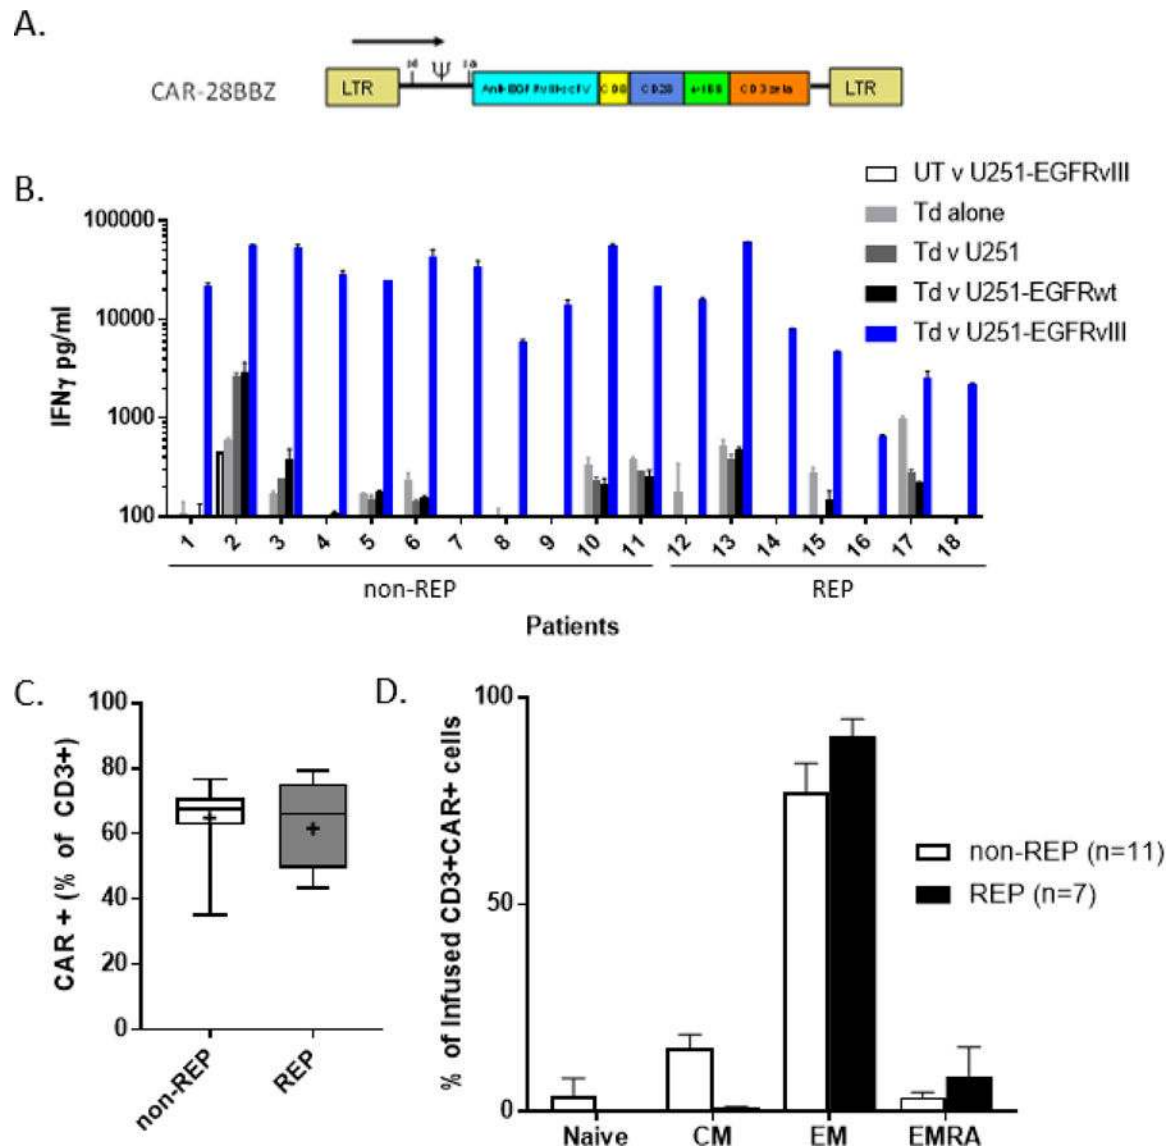 A.
CAR-28BBZ
LTR
Ψ
CD8
CD28
4-1BB
CD3 zeta
LTR
B.
UT v U251-EGFRvIII
Td alone
Td v U251
Td v U251-EGFRwt
Td v U251-EGFRvIII
IFNγ pg/ml
100000
10000
1000
100
1 2 3 4 5 6 7 8 9 10 11 12 13 14 15 16 17 18
non-REP REP
Patients
C.
CAR + (% of CD3+)
100
80
60
40
20
0
non-REP REP
D.
% of Infused CD3+CAR+ cells
100
50
0
Naive CM EM EMRA
non-REP (n=11)
REP (n=7)